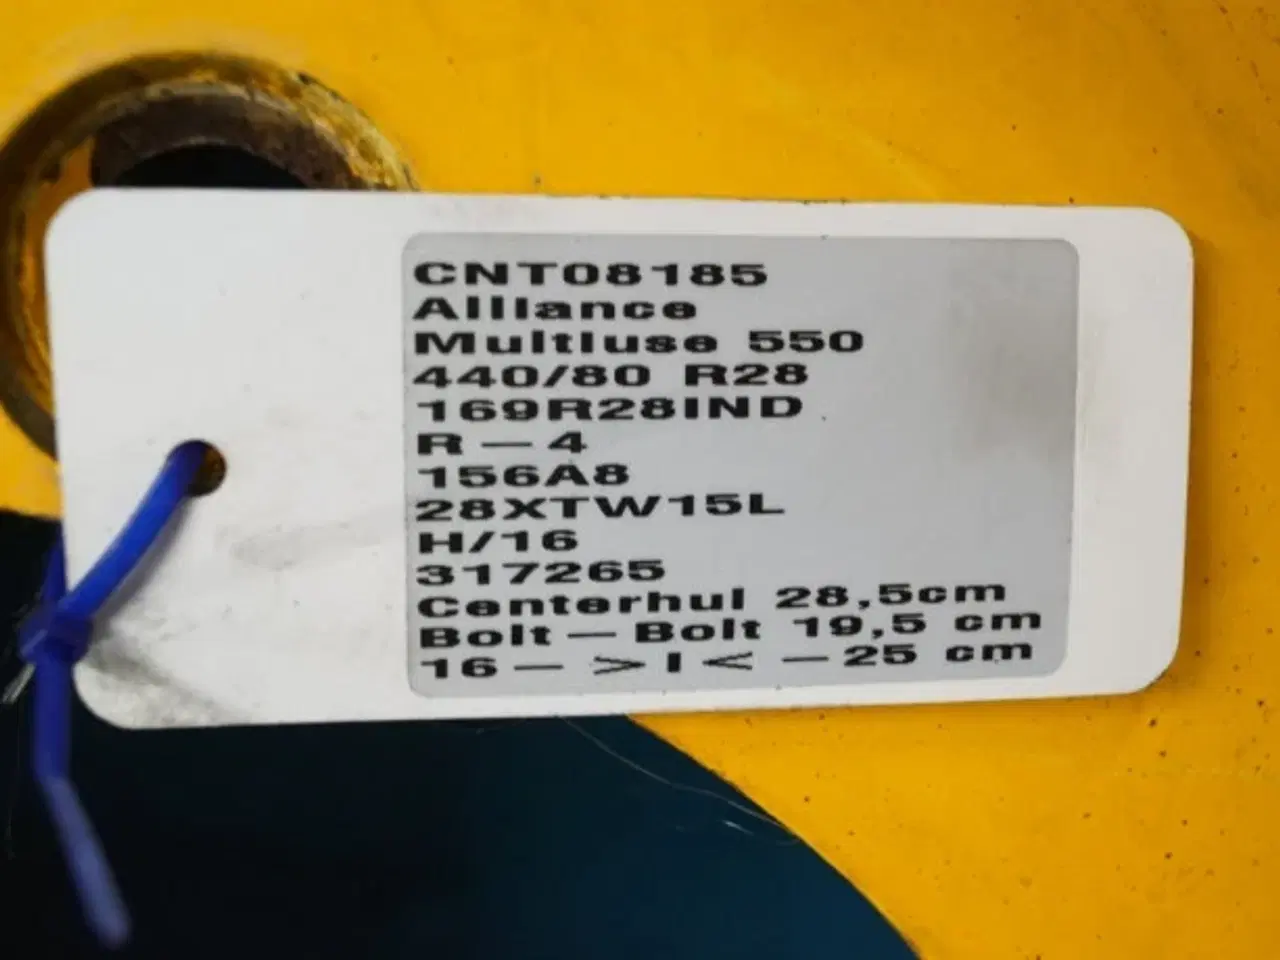 CNT08185
Alliance
Multiuse 550
440/80 R28
169R28IND
R-4
156A8
28XTW15L
H/16
317265
Centerhul 28,5cm
Bolt-Bolt 19,5 cm
16- >|< -25 cm